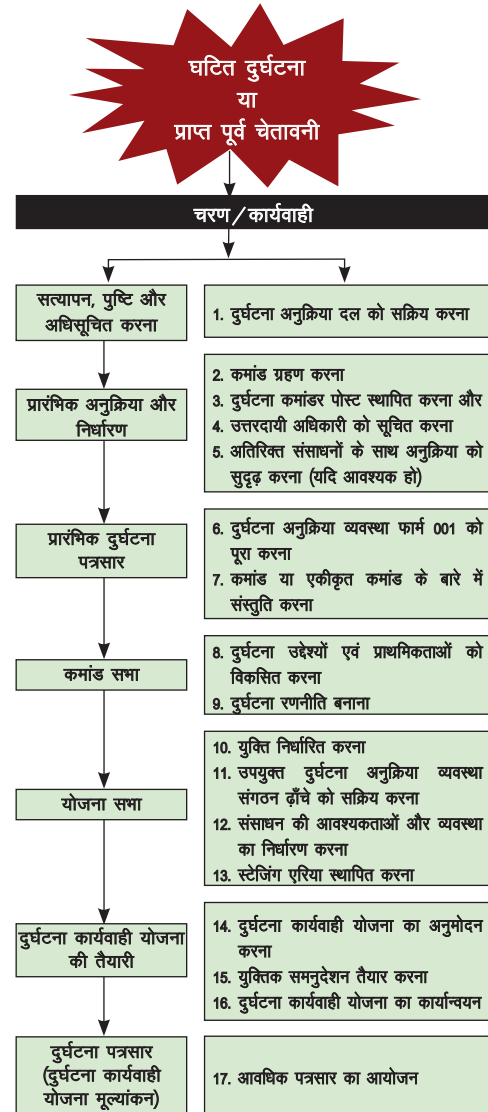 घटित दुर्घटना
या
प्राप्त पूर्व चेतावनी
चरण/कार्यवाही
सत्यापन, पुष्टि और
अधिसूचित करना
1. दुर्घटना अनुक्रिया दल को सक्रिय करना
प्रारंभिक अनुक्रिया और
निर्धारण
2. कमांड ग्रहण करना
3. दुर्घटना कमांडर पोस्ट स्थापित करना और
4. उत्तरदायी अधिकारी को सूचित करना
5. अतिरिक्त संसाधनों के साथ अनुक्रिया को
सुदृढ़ करना (यदि आवश्यक हो)
प्रारंभिक दुर्घटना
पत्रसार
6. दुर्घटना अनुक्रिया व्यवस्था फार्म 001 को
पूरा करना
7. कमांड या एकीकृत कमांड के बारे में
संस्तुति करना
कमांड सभा
8. दुर्घटना उद्देश्यों एवं प्राथमिकताओं को
विकसित करना
9. दुर्घटना रणनीति बनाना
योजना सभा
10. युक्ति निर्धारित करना
11. उपयुक्त दुर्घटना अनुक्रिया व्यवस्था
संगठन ढ़ाँचे को सक्रिय करना
12. संसाधन की आवश्यकताओं और व्यवस्था
का निर्धारण करना
13. स्टेजिंग एरिया स्थापित करना
दुर्घटना कार्यवाही योजना
की तैयारी
14. दुर्घटना कार्यवाही योजना का अनुमोदन
करना
15. युक्तिक समनुदेशन तैयार करना
16. दुर्घटना कार्यवाही योजना का कार्यान्वयन
दुर्घटना पत्रसार
(दुर्घटना कार्यवाही
योजना मूल्यांकन)
17. आवधिक पत्रसार का आयोजन